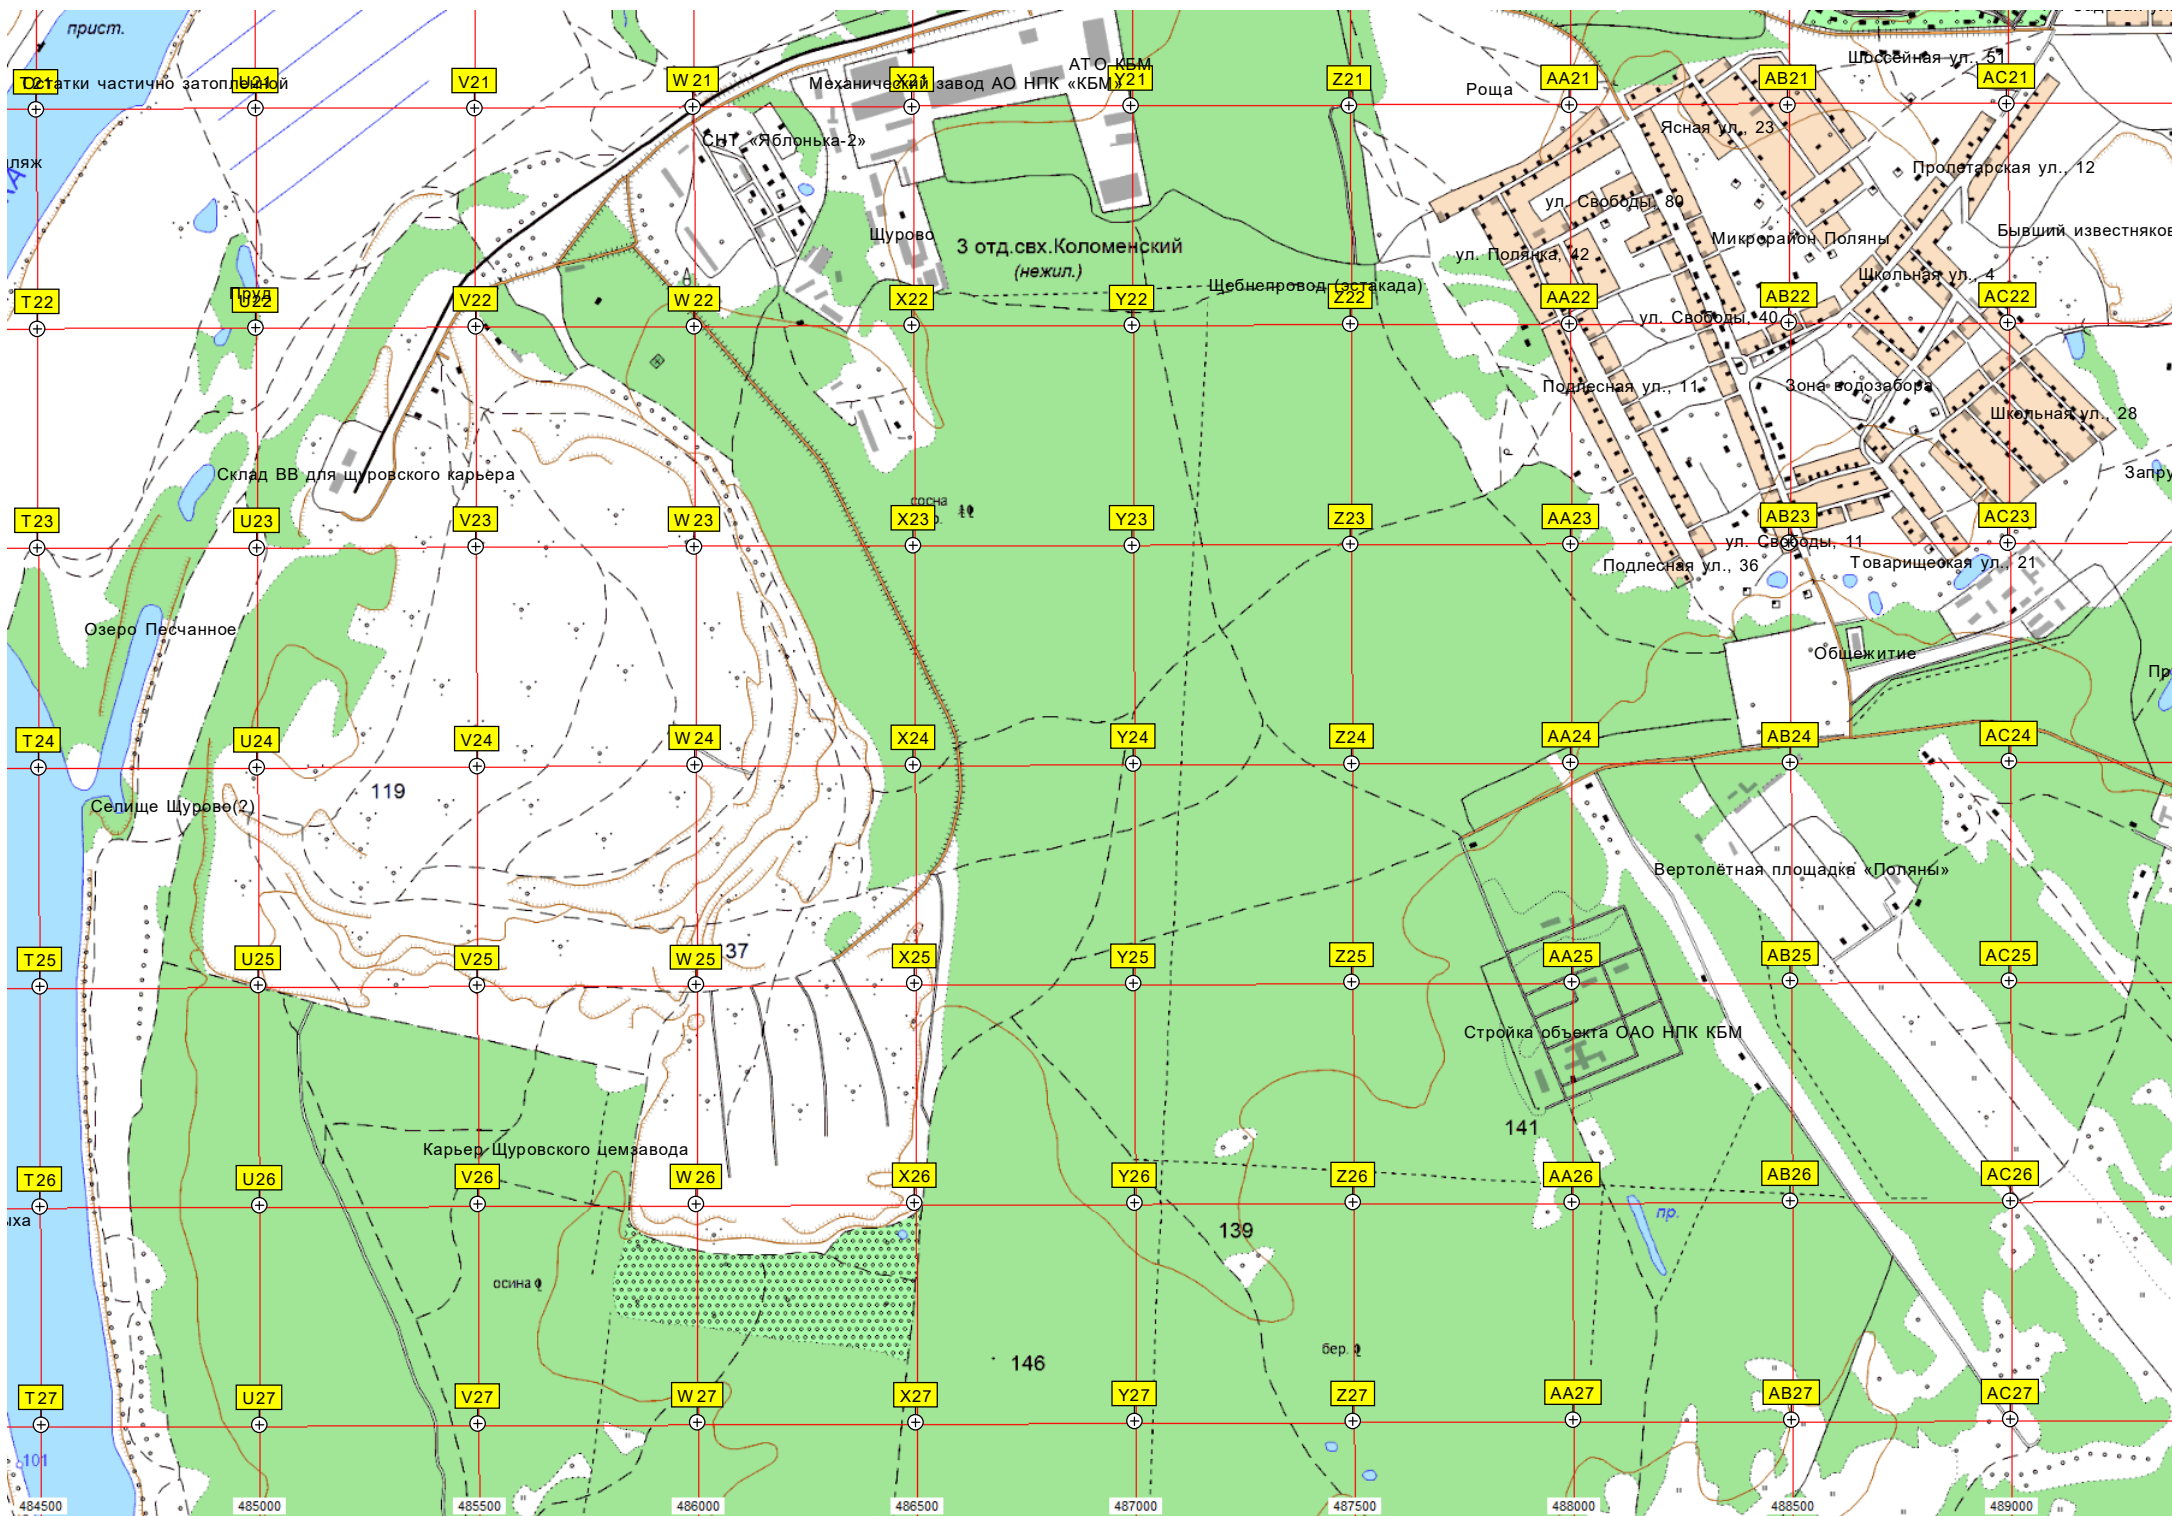 прист.
Садовая ул.
Шоссейная ул., 51
АТ О КБМ
T21
Остатки частично затопленной
U21
V21
W21
Механический завод АО НПК «КБМ»
X21
Y21
Z21
Роща
AA21
AB21
AC21
Ясная ул., 23
СНТ «Яблонька-2»
ляж
Пролетарская ул., 12
КА
ул. Свободы, 80
Щурово
3 отд.свх.Коломенский
(нежил.)
Микрорайон Поляны
Бывший известняков
ул. Полянка, 42
Школьная ул., 4
Щебнепровод (эстакада)
Пруд
T22
U22
V22
W22
X22
Y22
Z22
AA22
AB22
AC22
ул. Свободы, 40
Подлесная ул., 11
Зона водозабора
Школьная ул., 28
Склад ВВ для щуровского карьера
Запру
сосна
р.
T23
U23
V23
W23
X23
Y23
Z23
AA23
AB23
AC23
ул. Свободы, 11
Подлесная ул., 36
Товарищеская ул., 21
Озеро Песчанное
Общежитие
Пр
T24
U24
V24
W24
X24
Y24
Z24
AA24
AB24
AC24
119
Селище Щурово(?)
Вертолётная площадка «Поляны»
137
T25
U25
V25
W25
X25
Y25
Z25
AA25
AB25
AC25
Стройка объекта ОАО НПК КБМ
141
Карьер Щуровского цемзавода
T26
U26
V26
W26
X26
Y26
Z26
AA26
AB26
AC26
ыха
пр.
139
осина
бер.
146
T27
U27
V27
W27
X27
Y27
Z27
AA27
AB27
AC27
101
484500
485000
485500
486000
486500
487000
487500
488000
488500
489000